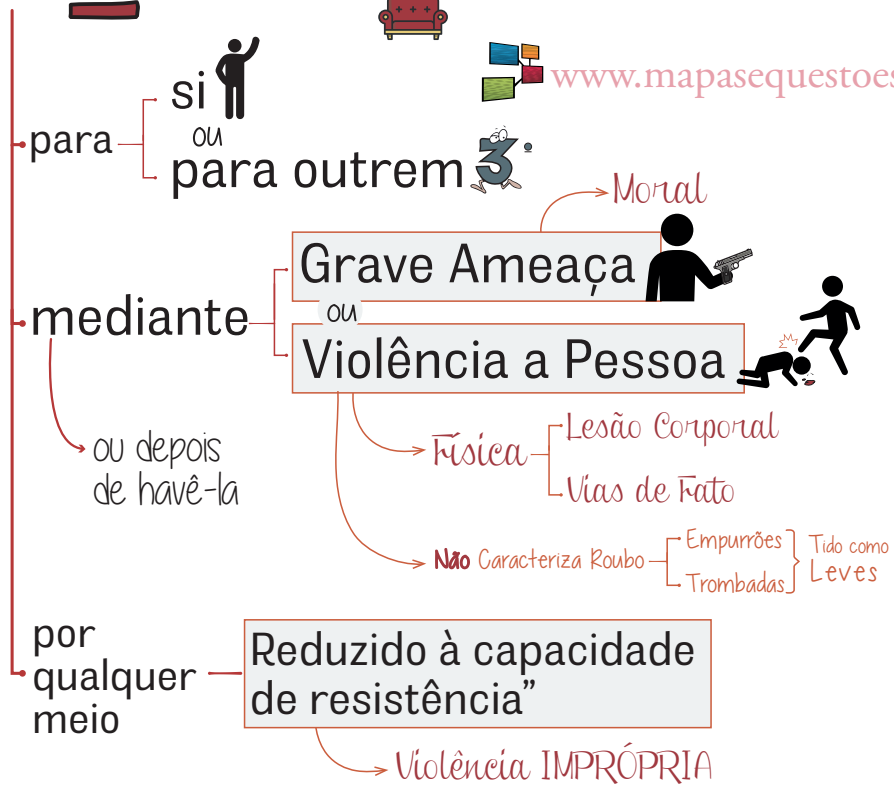 www.mapasequestoes
para
si
ou
para outrem
3º
Moral
mediante
Grave Ameaça
ou
Violência a Pessoa
ou depois
de havê-la
Física
Lesão Corporal
Vias de Fato
Não Caracteriza Roubo
Empurrões
Trombadas
Tido como
Leves
por
qualquer
meio
Reduzido à capacidade
de resistência”
Violência IMPRÓPRIA